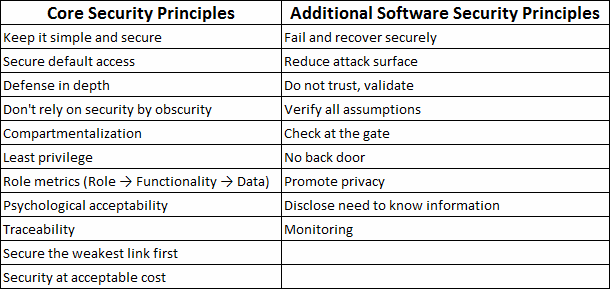 Core Security Principles Additional Software Security Principles
Keep it simple and secure Fail and recover securely
Secure default access Reduce attack surface
Defense in depth Do not trust, validate
Don't rely on security by obscurity Verify all assumptions
Compartmentalization Check at the gate
Least privilege No back door
Role metrics (Role → Functionality → Data) Promote privacy
Psychological acceptability Disclose need to know information
Traceability Monitoring
Secure the weakest link first
Security at acceptable cost